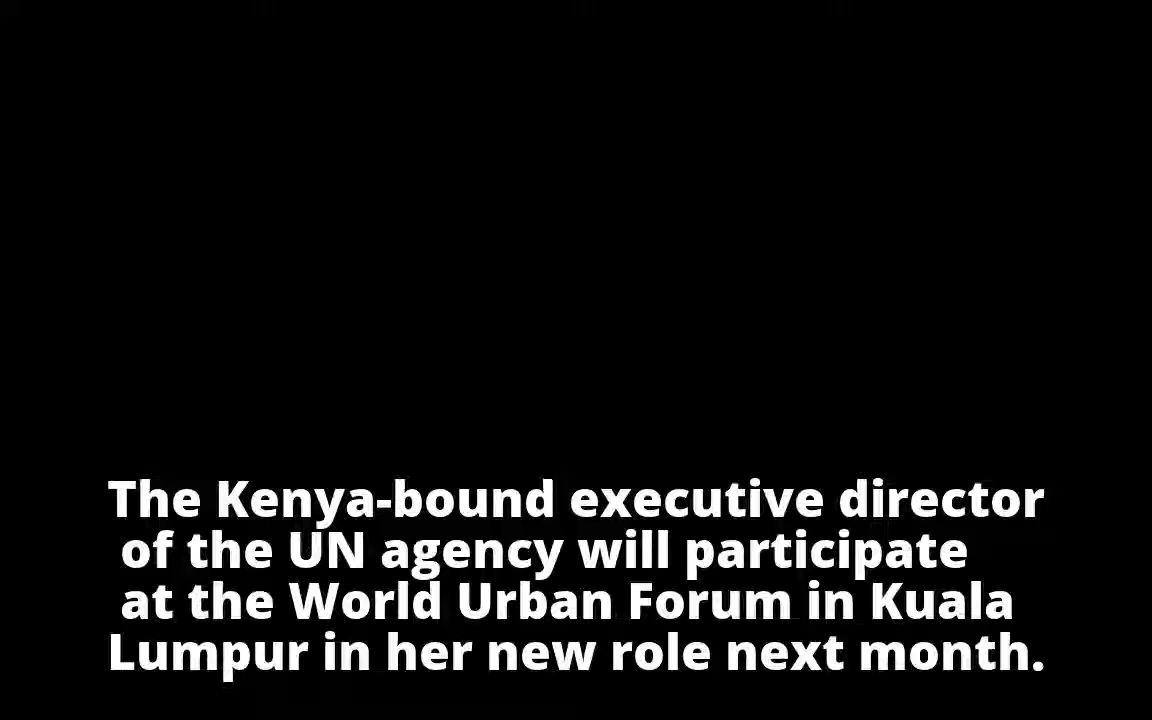 The Kenya-bound executive director
of the UN agency will participate
at the World Urban Forum in Kuala
Lumpur in her new role next month.